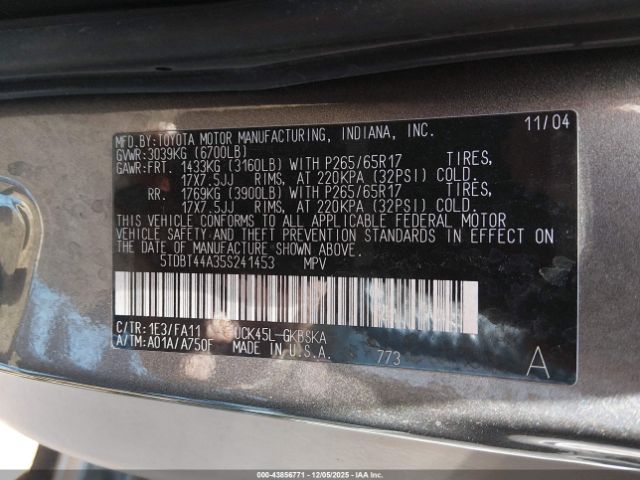 MFD.BY:TOYOTA MOTOR MANUFACTURING, INDIANA, INC. 11/04
GVWR:3039KG (6700LB)
GAWR:FRT. 1433KG (3160LB) WITH P265/65R17 TIRES,
17X7.5JJ RIMS, AT 220KPA (32PSI) COLD.
RR. 1769KG (3900LB) WITH P265/65R17 TIRES,
17X7.5JJ RIMS, AT 220KPA (32PSI) COLD.
THIS VEHICLE CONFORMS TO ALL APPLICABLE FEDERAL MOTOR
VEHICLE SAFETY AND THEFT PREVENTION STANDARDS IN EFFECT ON
THE DATE OF MANUFACTURE SHOWN ABOVE.
5TDBT44A35S241453 MPV
C/TR:1E3/FA11 UCK45L-GKBSKA
A/TM:A01A/A750F MADE IN U.S.A. 773 A
000-43856771 - 12/05/2025 - IAAI.COM